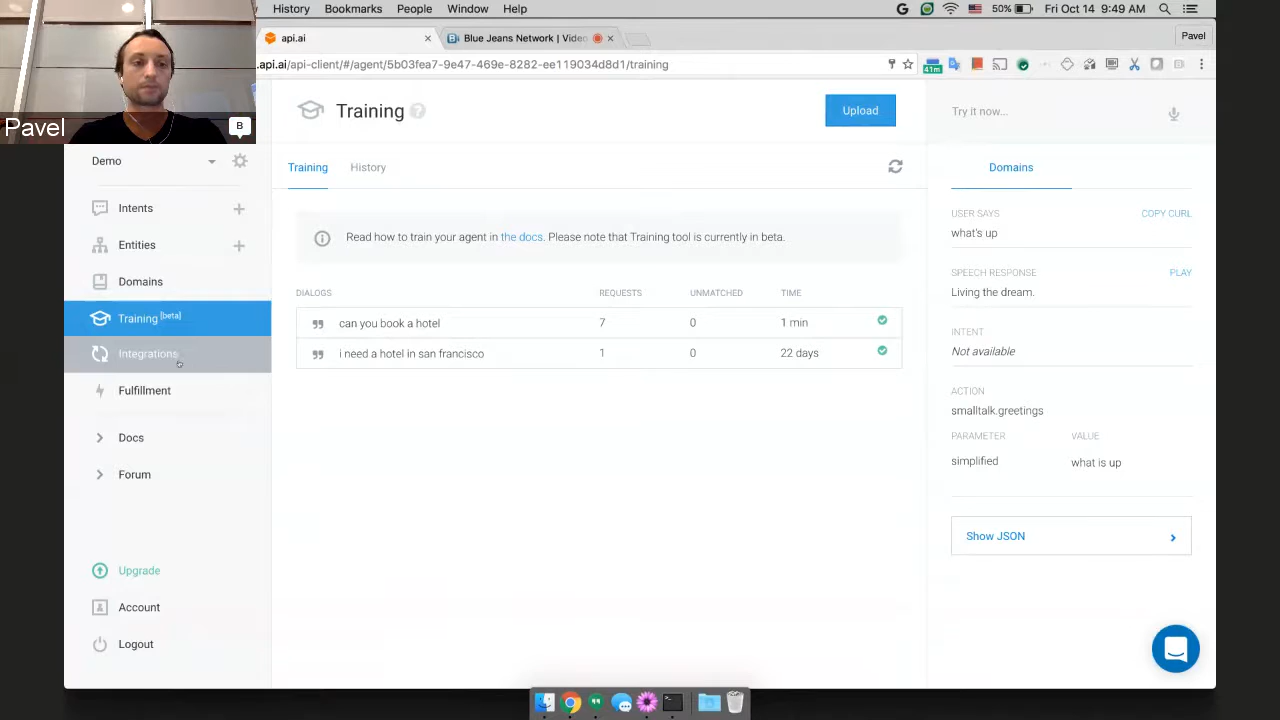 History Bookmarks People Window Help 50% Fri Oct 14 9:49 AM
api.ai Blue Jeans Network | Video Pavel
.api.ai/api-client/#/agent/5b03fea7-9e47-469e-8282-ee119034d8d1/training 41m
Pavel
B
Demo
Intents
Entities
Domains
Training [beta]
Integrations
Fulfillment
Docs
Forum
Upgrade
Account
Logout
Training
Upload
Training History
Read how to train your agent in the docs. Please note that Training tool is currently in beta.
DIALOGS REQUESTS UNMATCHED TIME
can you book a hotel 7 0 1 min
i need a hotel in san francisco 1 0 22 days
Try it now...
Domains
USER SAYS COPY CURL
what's up
SPEECH RESPONSE PLAY
Living the dream.
INTENT
Not available
ACTION
smalltalk.greetings
PARAMETER VALUE
simplified what is up
Show JSON